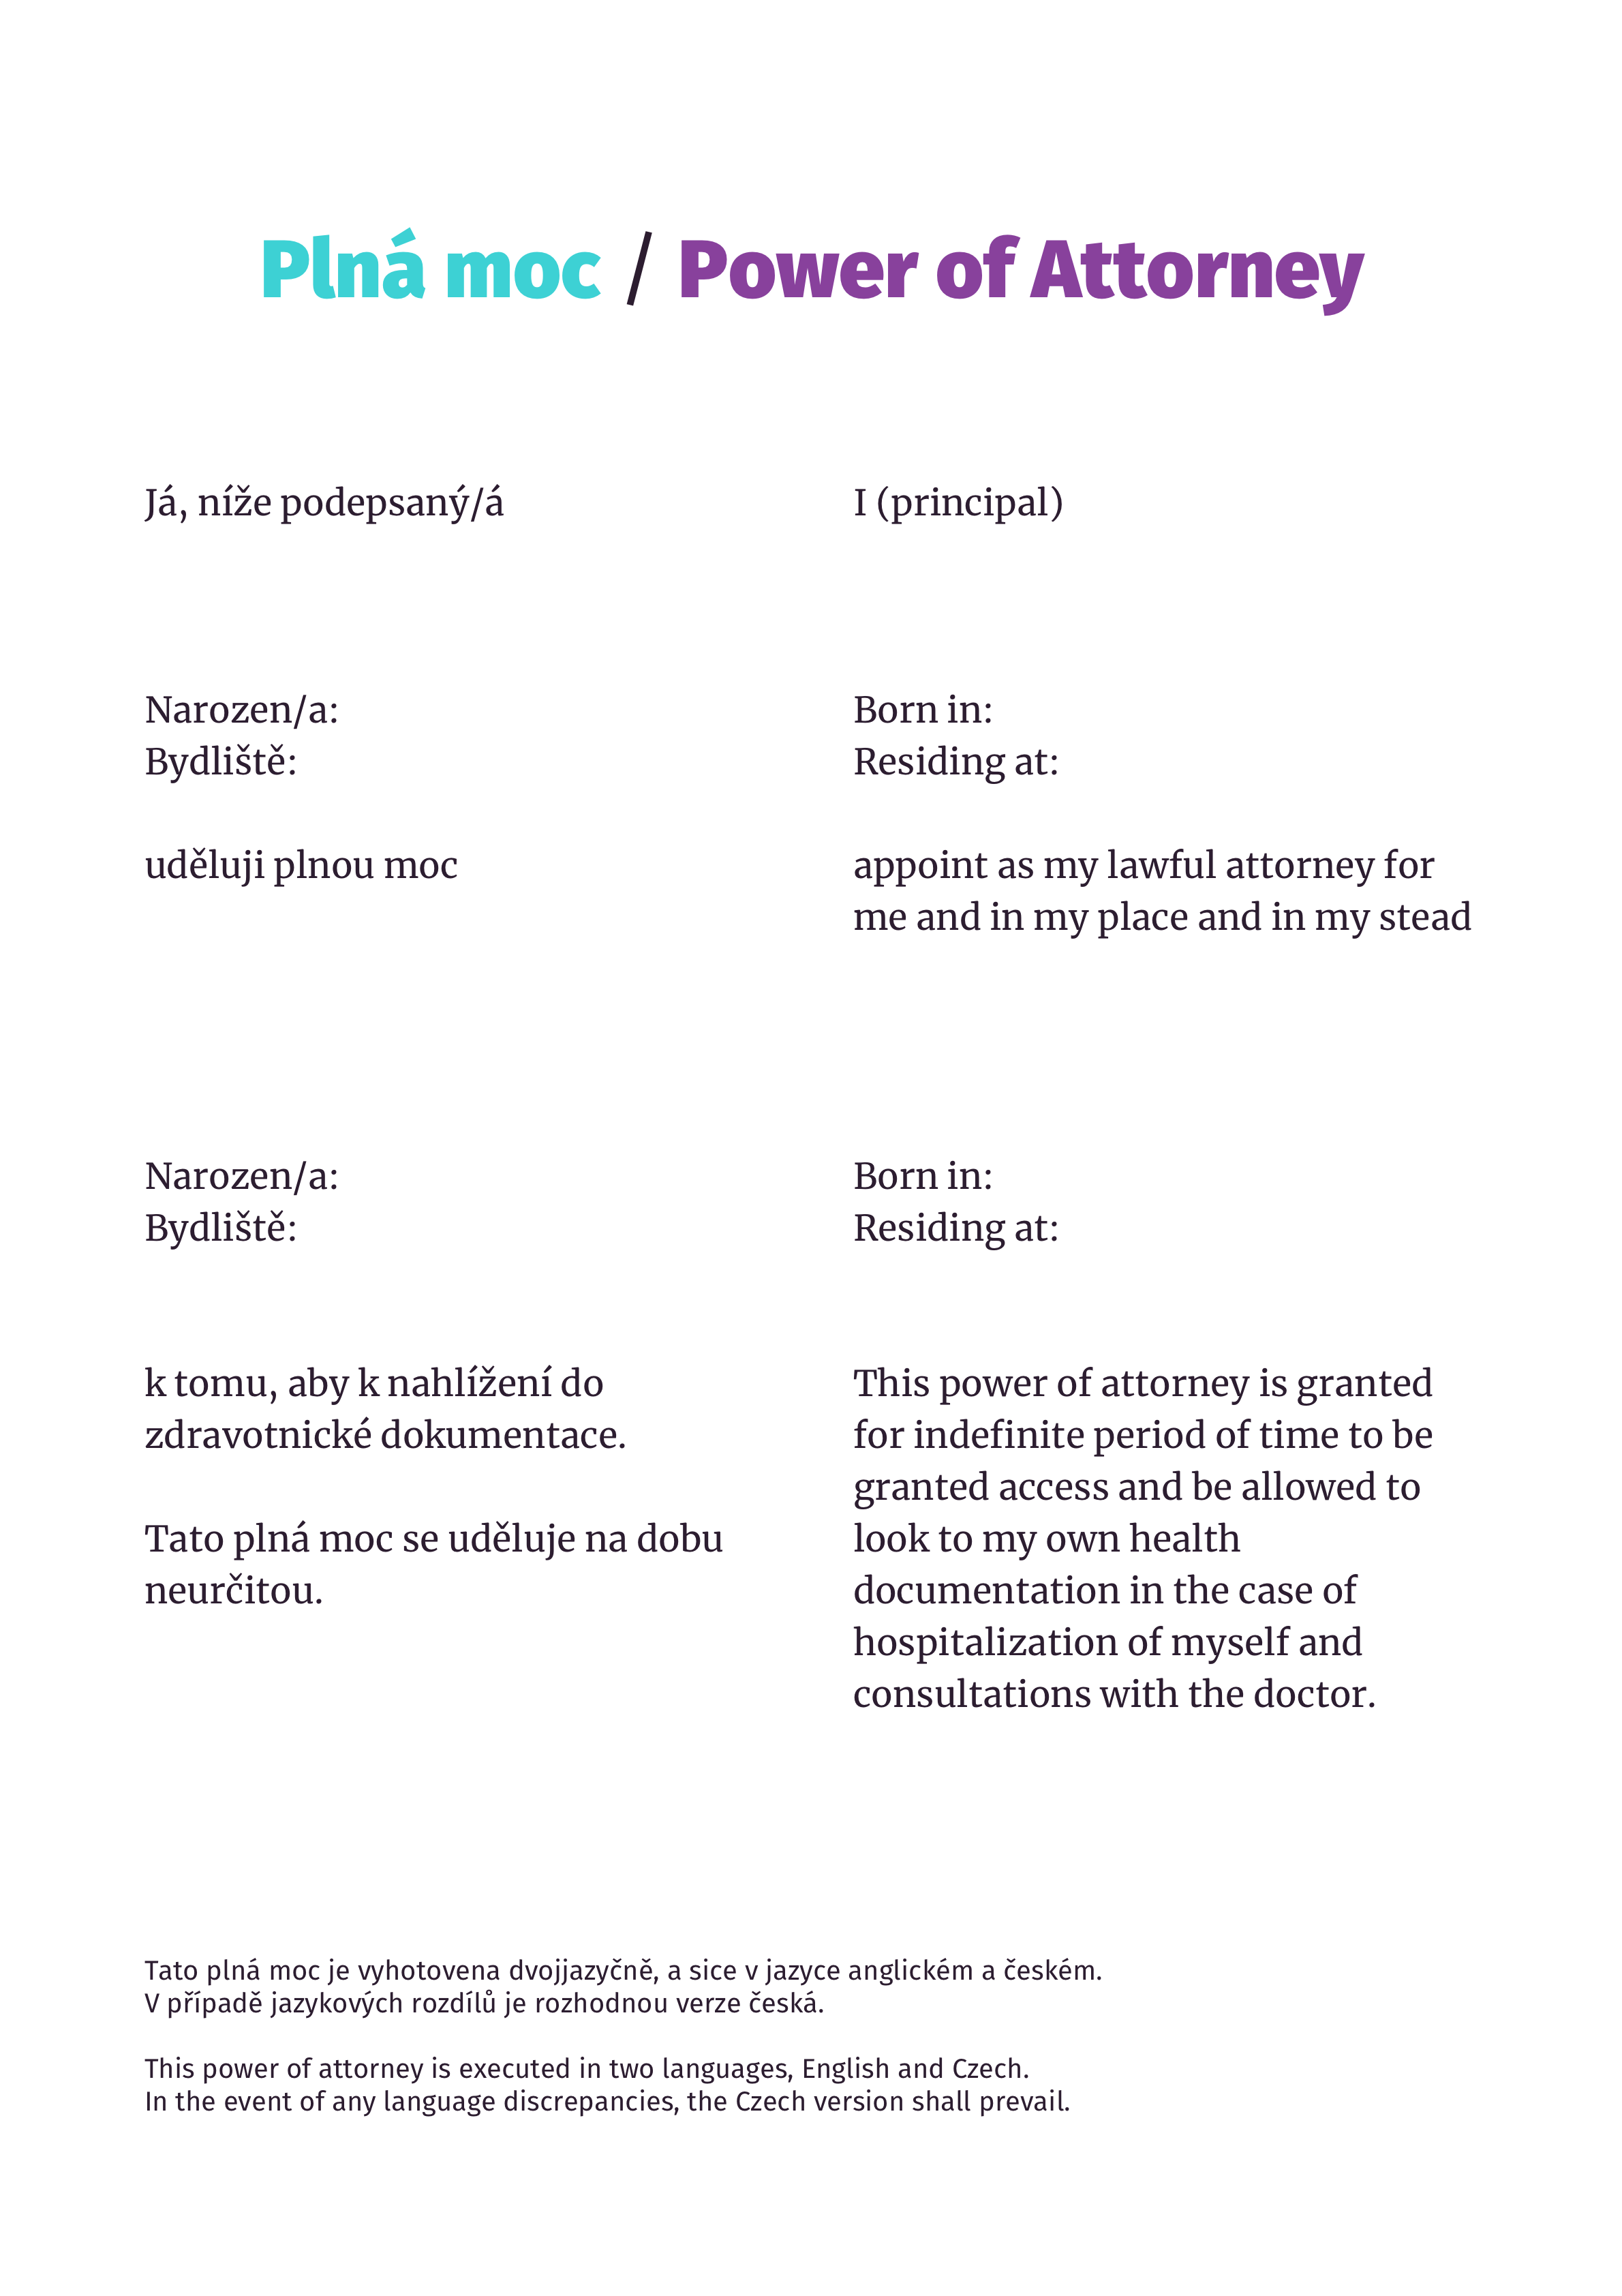 Plná moc / Power of Attorney
Já, níže podepsaný/á
Narozen/a:
Bydliště:
uděluji plnou moc
Narozen/a:
Bydliště:
k tomu, aby k nahlížení do
zdravotnické dokumentace.
Tato plná moc se uděluje na dobu
neurčitou.
I (principal)
Born in:
Residing at:
appoint as my lawful attorney for
me and in my place and in my stead
Born in:
Residing at:
This power of attorney is granted
for indefinite period of time to be
granted access and be allowed to
look to my own health
documentation in the case of
hospitalization of myself and
consultations with the doctor.
Tato plná moc je vyhotovena dvojjazyčně, a sice v jazyce anglickém a českém.
V případě jazykových rozdílů je rozhodnou verze česká.
This power of attorney is executed in two languages, English and Czech.
In the event of any language discrepancies, the Czech version shall prevail.